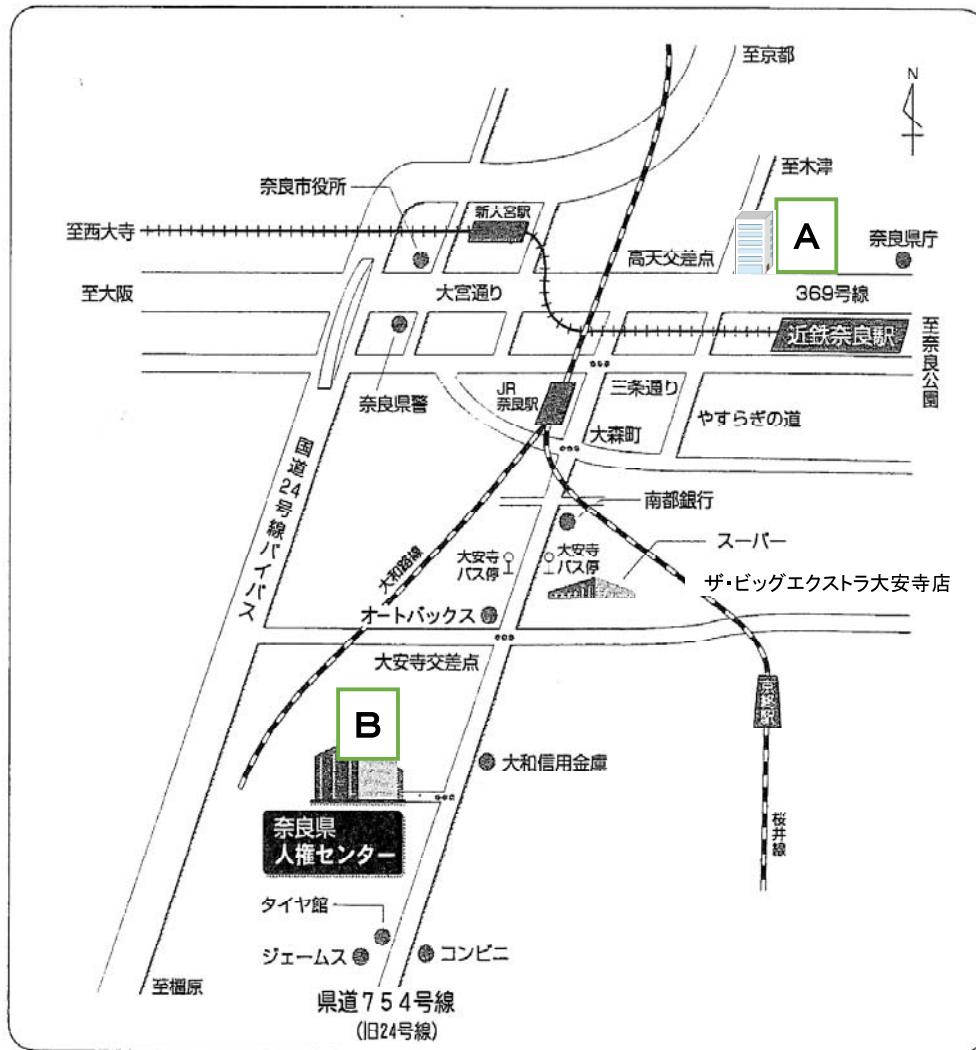 至京都
N
至木津
奈良市役所
新大宮駅
A
至西大寺
高天交差点
奈良県庁
至大阪
大宮通り
369号線
近鉄奈良駅
至奈良公園
奈良県警
JR
奈良駅
三条通り
やすらぎの道
大森町
国道24号線バイパス
南都銀行
大和路線
大安寺
バス停
大安寺
バス停
スーパー
ザ・ビッグエクストラ大安寺店
オートバックス
大安寺交差点
京終駅
B
大和信用金庫
奈良県
人権センター
桜井線
タイヤ館
ジェームス
コンビニ
至橿原
県道754号線
(旧24号線)